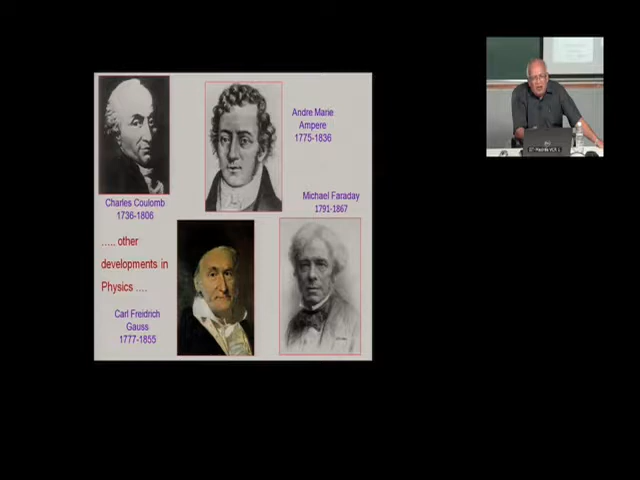 Andre Marie
Ampere
1775-1836
Charles Coulomb
1736-1806
Michael Faraday
1791-1867
..... other
developments in
Physics ....
Carl Freidrich
Gauss
1777-1855